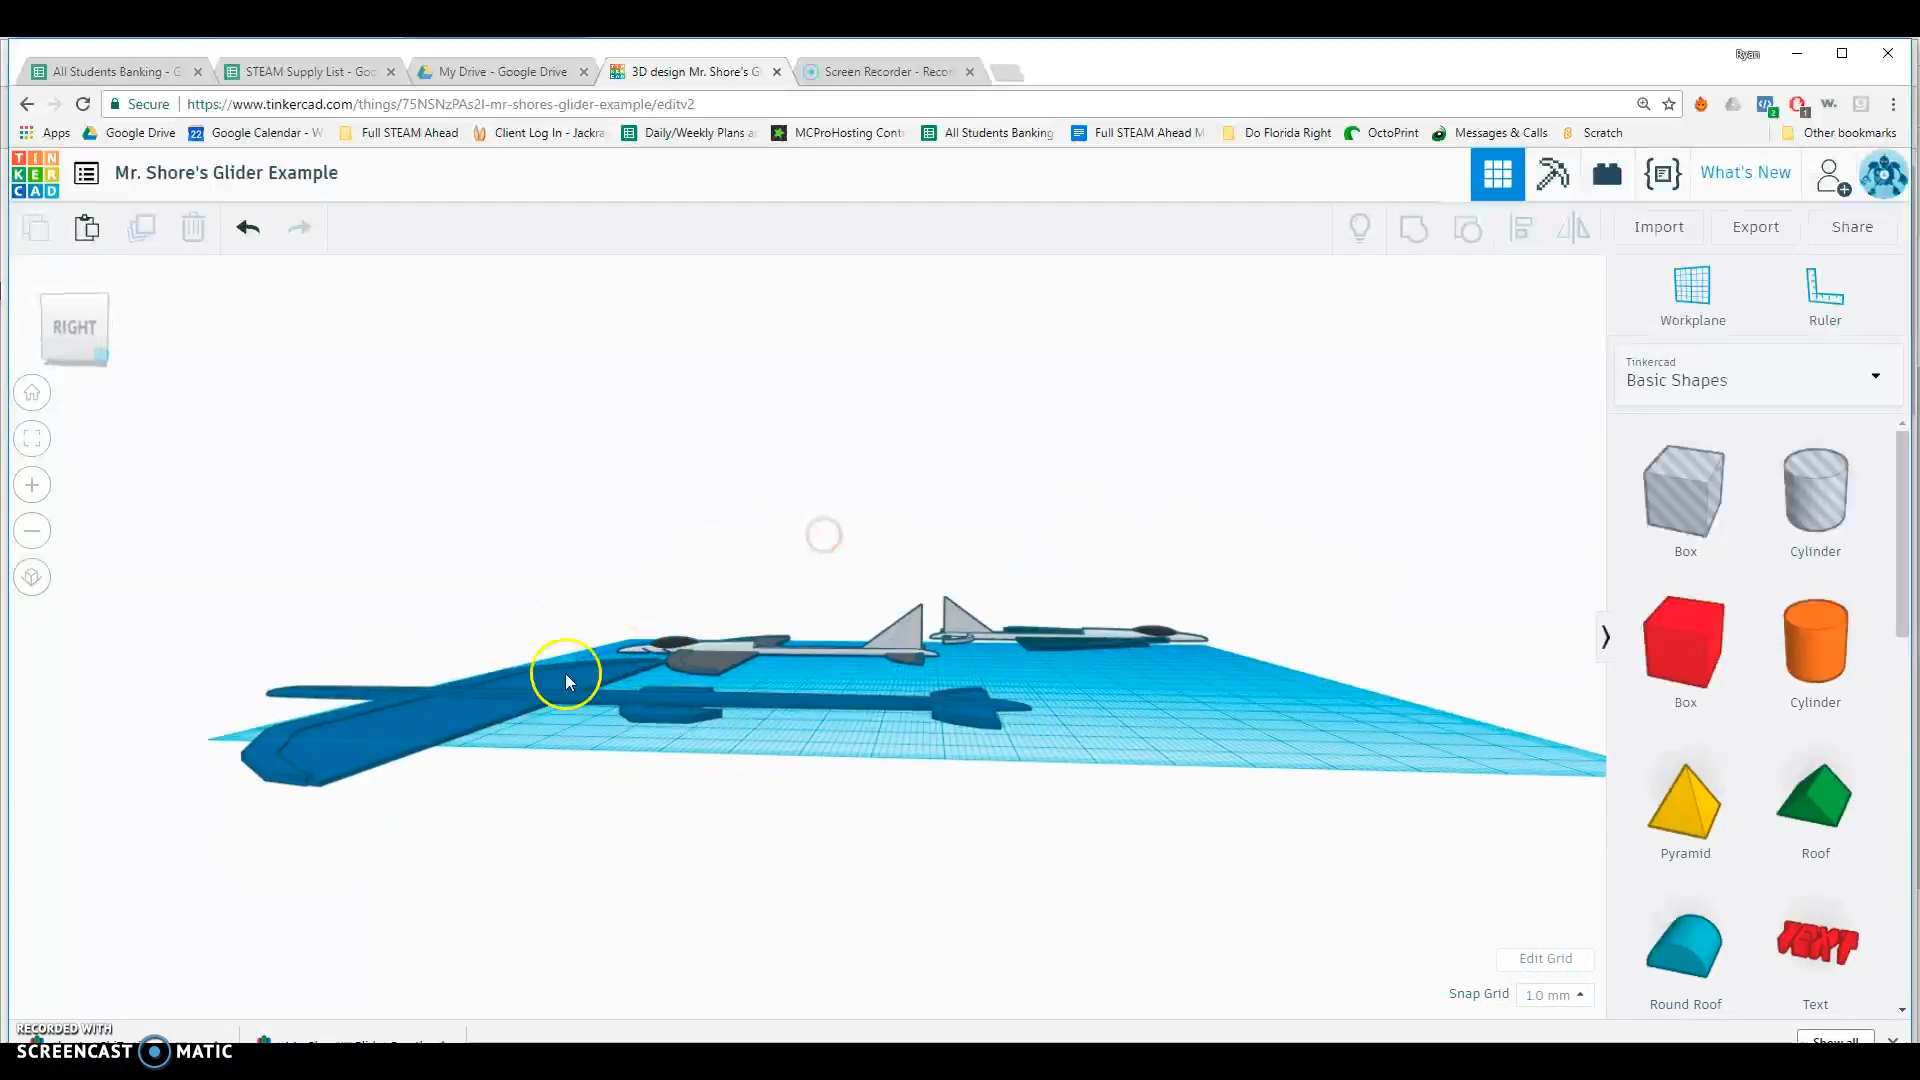 Ryan
All Students Banking - G
STEAM Supply List - Goo
My Drive - Google Drive
3D design Mr. Shore's G
Screen Recorder - Recor
Secure
https://www.tinkercad.com/things/75NSNzPAs2I-mr-shores-glider-example/editv2
Apps
Google Drive
22
Google Calendar - W
Full STEAM Ahead
Client Log In - Jackra
Daily/Weekly Plans a
MCProHosting Cont
All Students Banking
Full STEAM Ahead M
Do Florida Right
OctoPrint
Messages & Calls
Scratch
Other bookmarks
TIN
KER
CAD
Mr. Shore's Glider Example
What's New
Import
Export
Share
RIGHT
Workplane
Ruler
Tinkercad
Basic Shapes
Box
Cylinder
Box
Cylinder
Pyramid
Roof
TEXT
Round Roof
Text
Edit Grid
Snap Grid
1.0 mm
RECORDED WITH
SCREENCAST MATIC
Show all